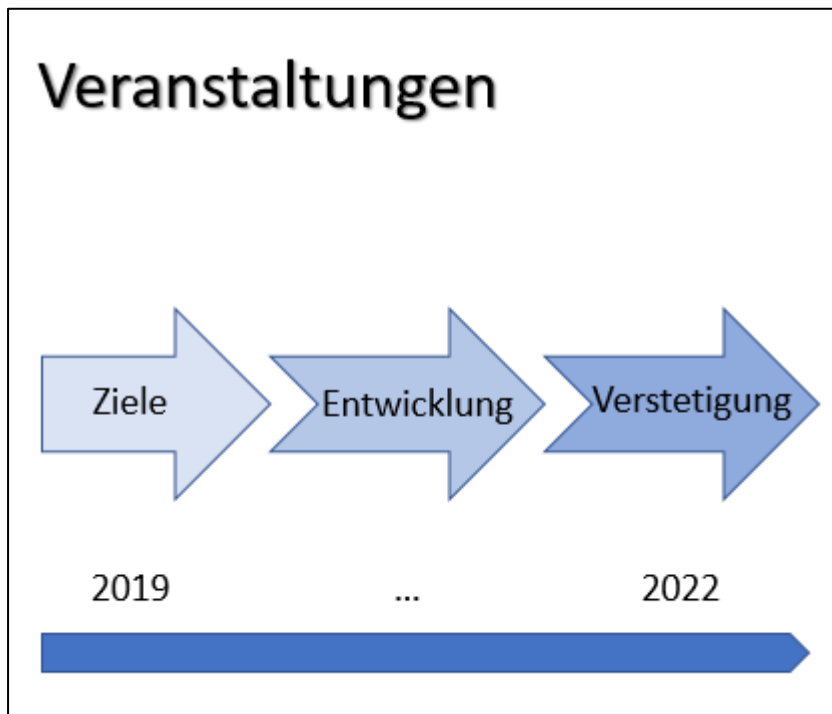 Veranstaltungen
Ziele
Entwicklung
Verstetigung
2019
...
2022